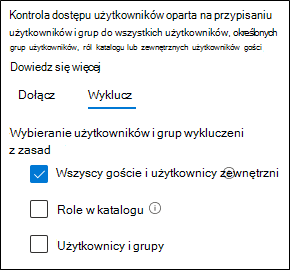 Kontrola dostępu użytkowników oparta na przypisaniu
użytkowników i grup do wszystkich użytkowników, określonych
grup użytkowników, ról katalogu lub zewnętrznych użytkowników gości
Dowiedz się więcej
Dołącz Wyklucz
Wybieranie użytkowników i grup wykluczeni
z zasad
Wszyscy goście i użytkownicy zewnętrzni
Role w katalogu
Użytkownicy i grupy